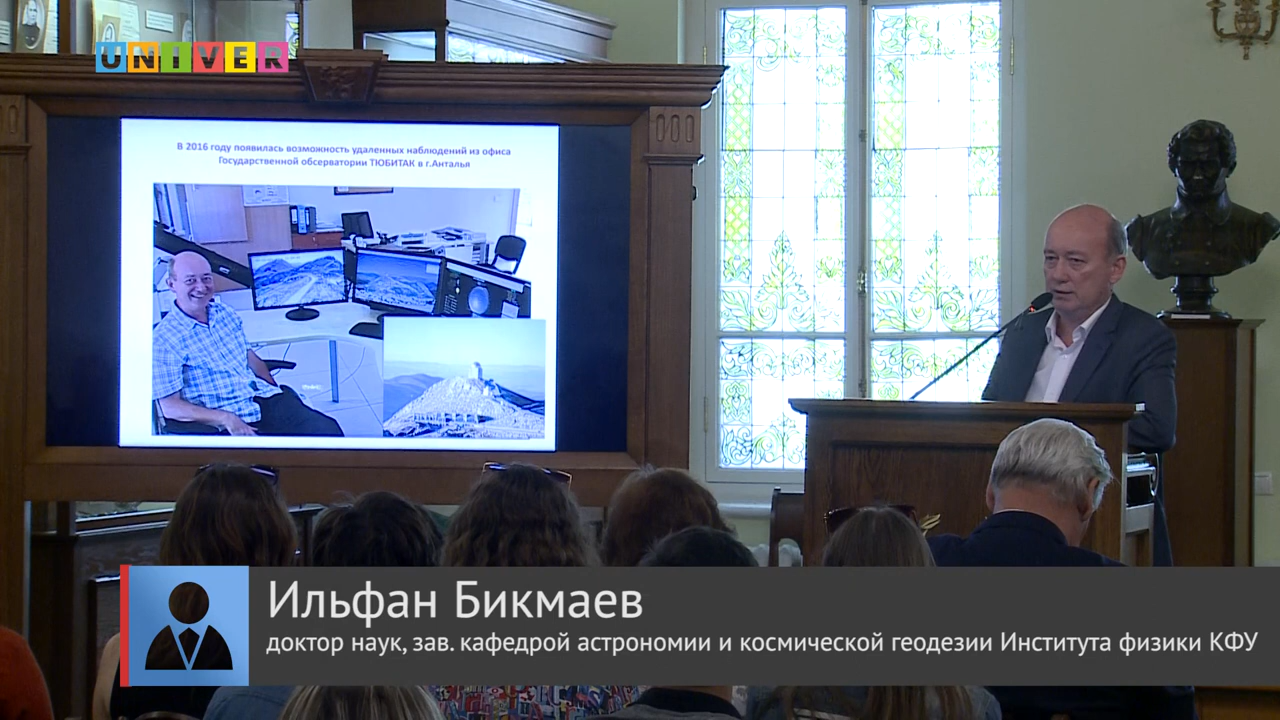 UNIVER
В 2016 году появилась возможность удаленных наблюдений из офиса
Государственной обсерватории ТЮБИТАК в г.Анталья
Ильфан Бикмаев
доктор наук, зав. кафедрой астрономии и космической геодезии Института физики КФУ